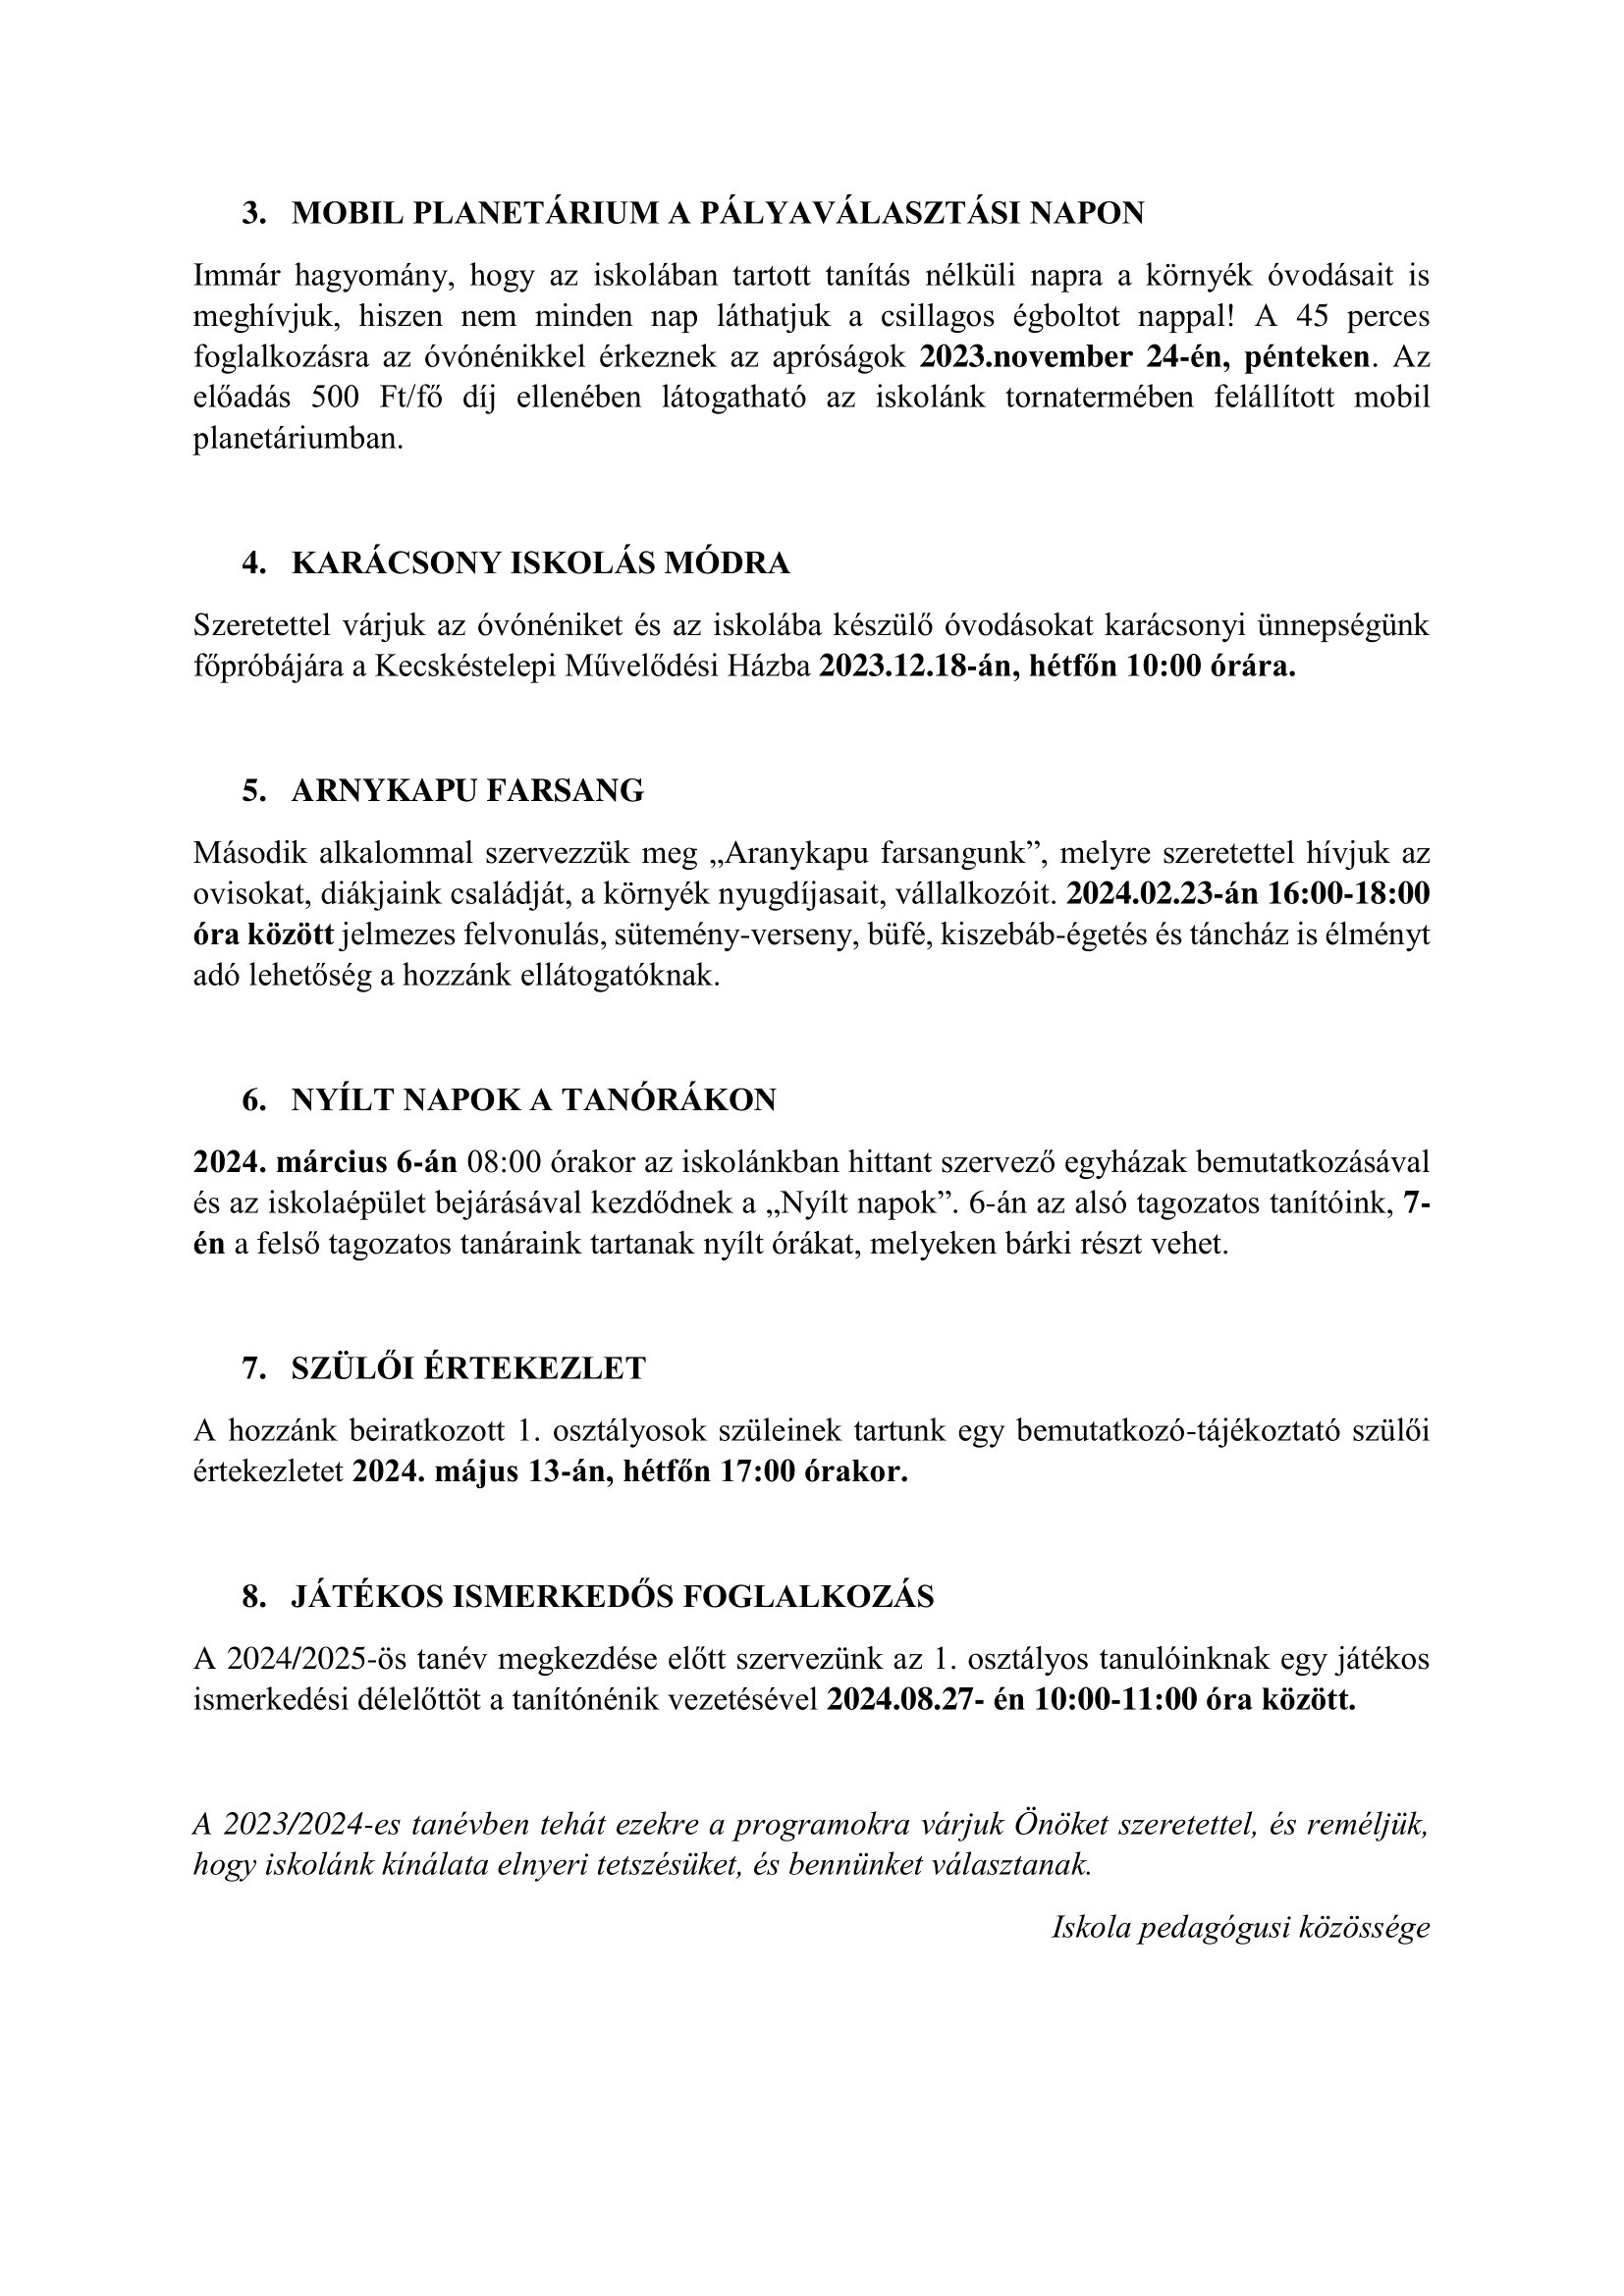 3. MOBIL PLANETÁRIUM A PÁLYAVÁLASZTÁSI NAPON
Immár hagyomány, hogy az iskolában tartott tanítás nélküli napra a környék óvodásait is
meghívjuk, hiszen nem minden nap láthatjuk a csillagos égboltot nappal! A 45 perces
foglalkozásra az óvónénikkel érkeznek az apróságok 2023.november 24-én, pénteken. Az
előadás 500 Ft/fő díj ellenében látogatható az iskolánk tornatermében felállított mobil
planetáriumban.
4. KARÁCSONY ISKOLÁS MÓDRA
Szeretettel várjuk az óvónéniket és az iskolába készülő óvodásokat karácsonyi ünnepségünk
főpróbájára a Kecskéstelepi Művelődési Házba 2023.12.18-án, hétfőn 10:00 órára.
5. ARNYKAPU FARSANG
Második alkalommal szervezzük meg „Aranykapu farsangunk”, melyre szeretettel hívjuk az
ovisokat, diákjaink családját, a környék nyugdíjasait, vállalkozóit. 2024.02.23-án 16:00-18:00
óra között jelmezes felvonulás, sütemény-verseny, büfé, kiszebáb-égetés és táncház is élményt
adó lehetőség a hozzánk ellátogatóknak.
6. NYÍLT NAPOK A TANÓRÁKON
2024. március 6-án 08:00 órakor az iskolánkban hittant szervező egyházak bemutatkozásával
és az iskolaépület bejárásával kezdődnek a „Nyílt napok”. 6-án az alsó tagozatos tanítóink, 7-
én a felső tagozatos tanáraink tartanak nyílt órákat, melyeken bárki részt vehet.
7. SZÜLŐI ÉRTEKEZLET
A hozzánk beiratkozott 1. osztályosok szüleinek tartunk egy bemutatkozó-tájékoztató szülői
értekezletet 2024. május 13-án, hétfőn 17:00 órakor.
8. JÁTÉKOS ISMERKEDŐS FOGLALKOZÁS
A 2024/2025-ös tanév megkezdése előtt szervezünk az 1. osztályos tanulóinknak egy játékos
ismerkedési délelőttöt a tanítónénik vezetésével 2024.08.27- én 10:00-11:00 óra között.
A 2023/2024-es tanévben tehát ezekre a programokra várjuk Önöket szeretettel, és reméljük,
hogy iskolánk kínálata elnyeri tetszésüket, és bennünket választanak.
Iskola pedagógusi közössége